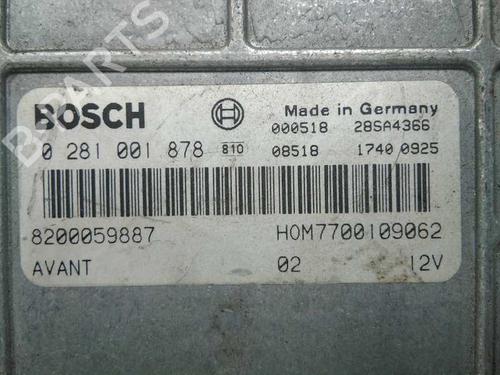 B-PARTS
BOSCH Made in Germany
000518 28SA4366
0 281 001 878 810 08518 1740 0925
8200059887 HOM7700109062
AVANT 02 12V